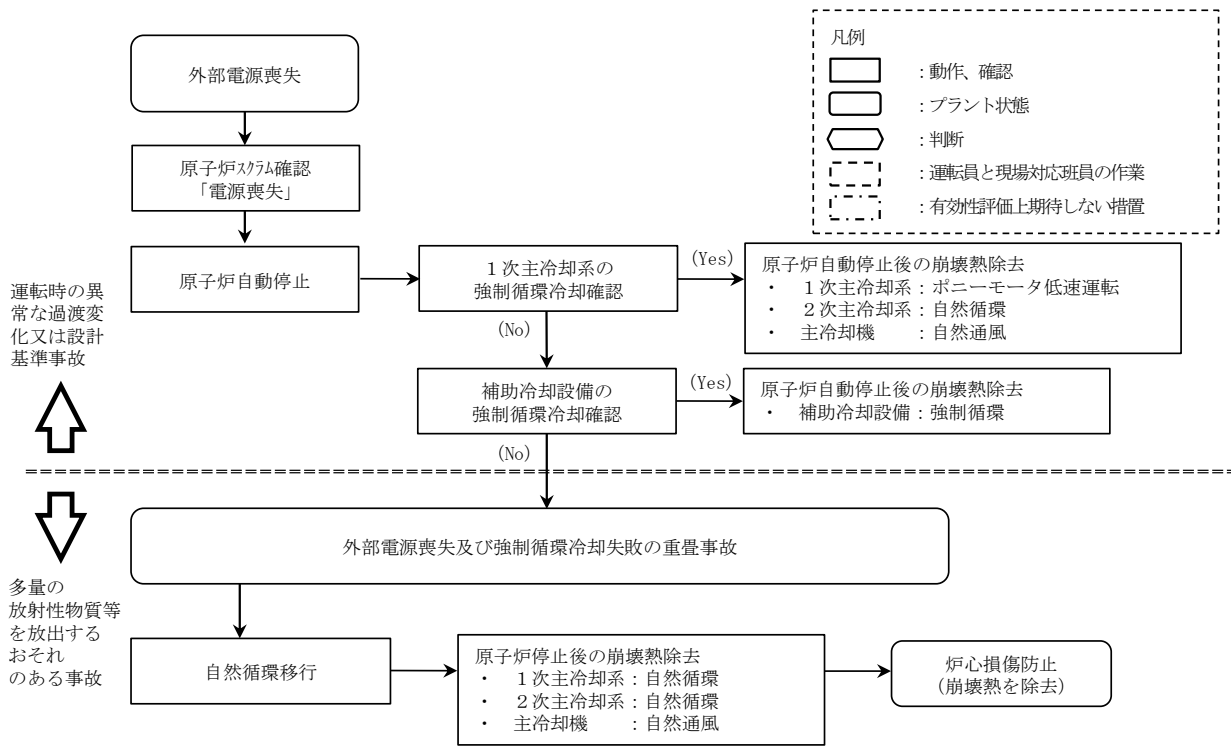 外部電源喪失
原子炉スクラム確認
「電源喪失」
原子炉自動停止
1次主冷却系の
強制循環冷却確認
(Yes)
原子炉自動停止後の崩壊熱除去
・ 1次主冷却系：ポニーモータ低速運転
・ 2次主冷却系：自然循環
・ 主冷却機 ：自然通風
(No)
補助冷却設備の
強制循環冷却確認
(Yes)
原子炉自動停止後の崩壊熱除去
・ 補助冷却設備：強制循環
(No)
凡例
：動作、確認
：プラント状態
：判断
：運転員と現場対応班員の作業
：有効性評価上期待しない措置
運転時の異
常な過渡変
化又は設計
基準事故
多量の
放射性物質等
を放出する
おそれ
のある事故
外部電源喪失及び強制循環冷却失敗の重畳事故
自然循環移行
原子炉停止後の崩壊熱除去
・ 1次主冷却系：自然循環
・ 2次主冷却系：自然循環
・ 主冷却機 ：自然通風
炉心損傷防止
(崩壊熱を除去)